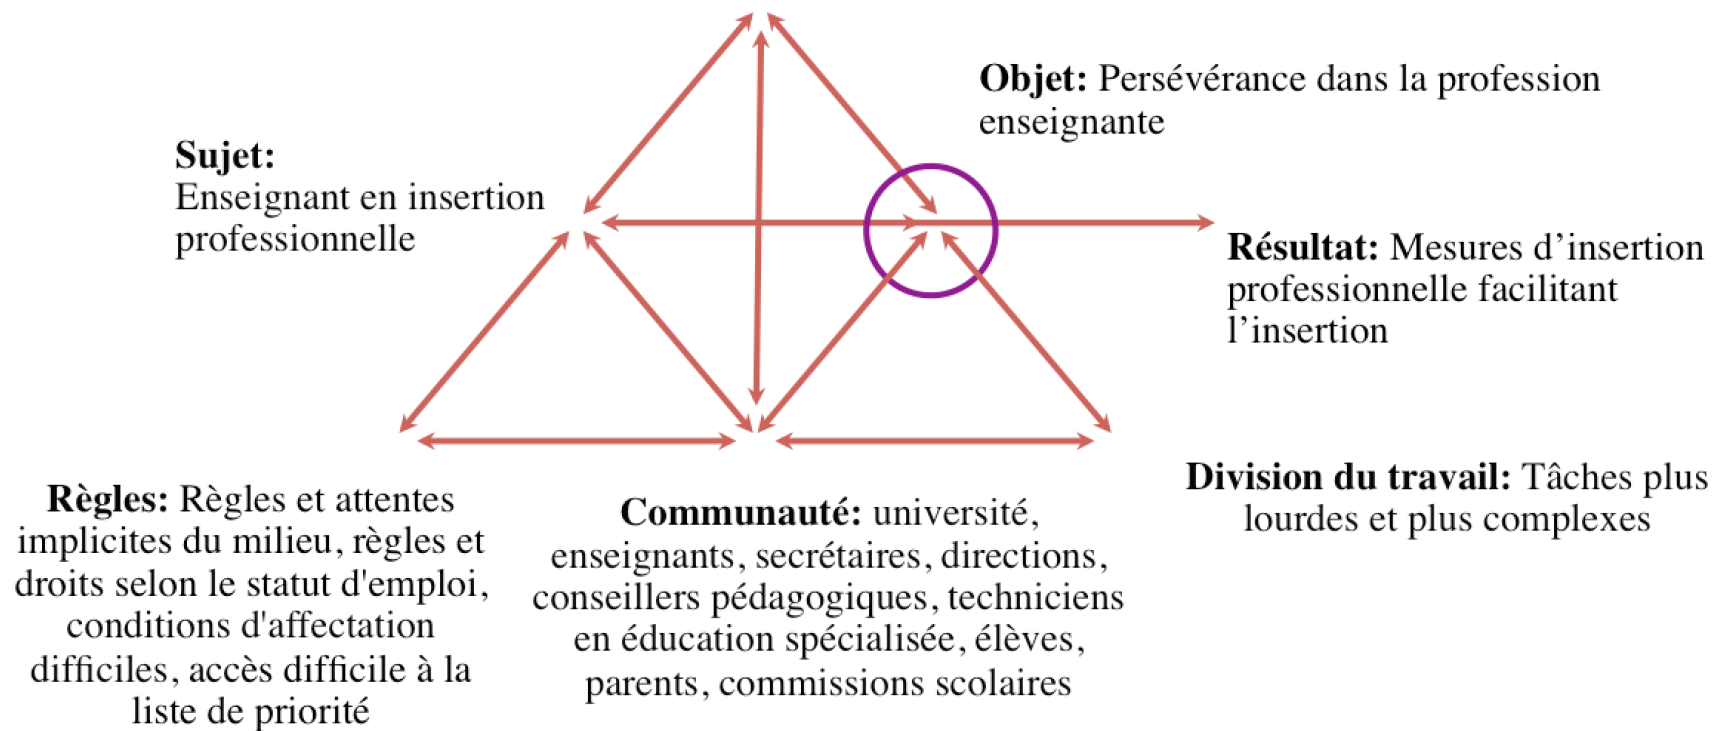 Objet: Persévérance dans la profession
enseignante
Sujet:
Enseignant en insertion
professionnelle
Résultat: Mesures d’insertion
professionnelle facilitant
l’insertion
Règles: Règles et attentes
implicites du milieu, règles et
droits selon le statut d'emploi,
conditions d'affectation
difficiles, accès difficile à la
liste de priorité
Communauté: université,
enseignants, secrétaires, directions,
conseillers pédagogiques, techniciens
en éducation spécialisée, élèves,
parents, commissions scolaires
Division du travail: Tâches plus
lourdes et plus complexes